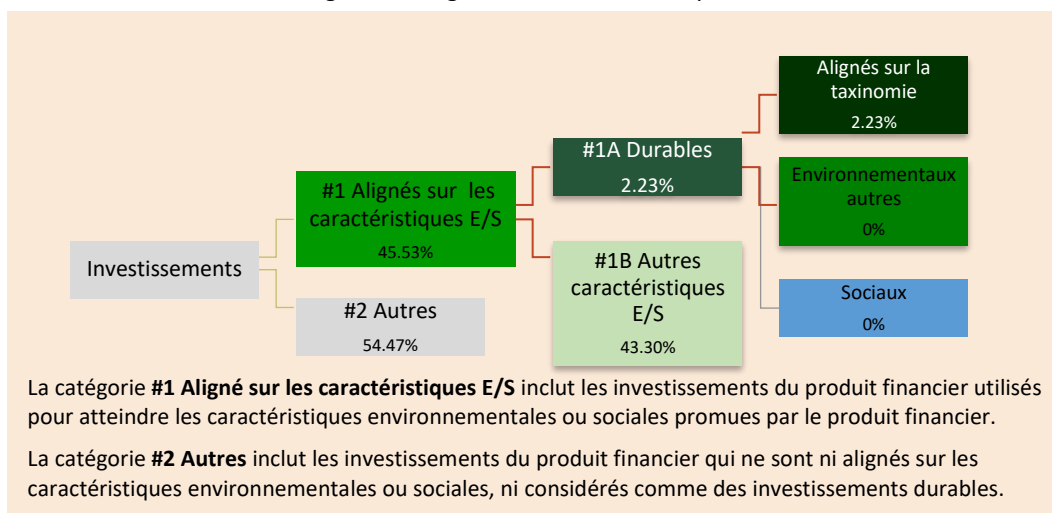 Alignés sur la
taxinomie
2.23%
#1A Durables
2.23%
Environnementaux
autres
0%
#1 Alignés sur les
caractéristiques E/S
45.53%
Investissements
#1B Autres
caractéristiques
E/S
43.30%
Sociaux
0%
#2 Autres
54.47%
La catégorie #1 Aligné sur les caractéristiques E/S inclut les investissements du produit financier utilisés
pour atteindre les caractéristiques environnementales ou sociales promues par le produit financier.
La catégorie #2 Autres inclut les investissements du produit financier qui ne sont ni alignés sur les
caractéristiques environnementales ou sociales, ni considérés comme des investissements durables.